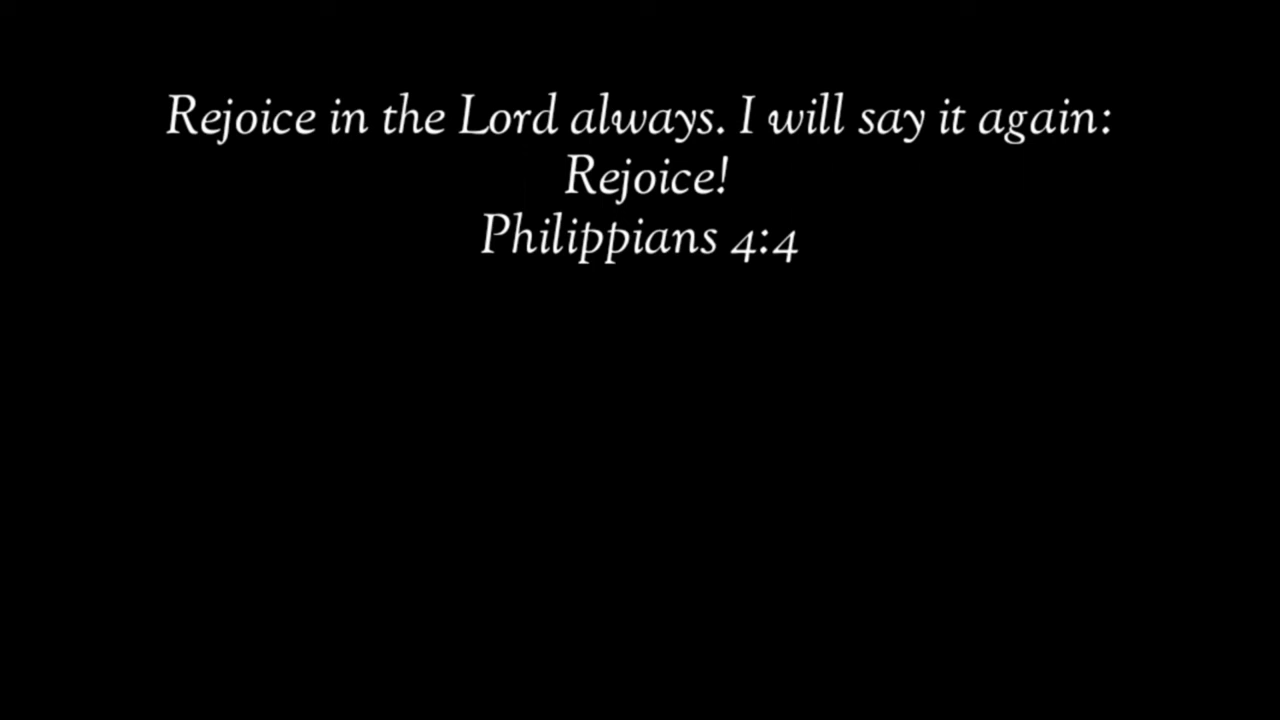 Rejoice in the Lord always. I will say it again:
Rejoice!
Philippians 4:4